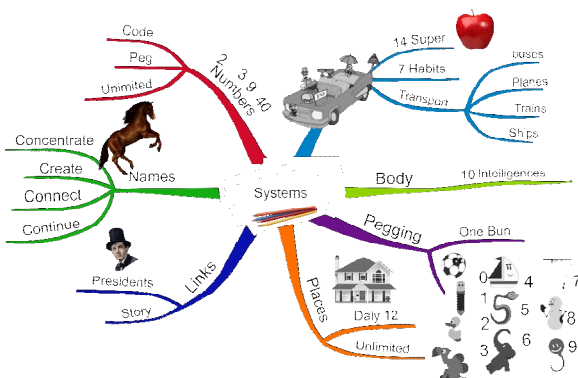 Code
Peg
Unimited
2 3 9 40
Numbers
14 Super
7 Habits
Transport
buses
Planes
Trains
Ships
Concentrate
Create
Connect
Continue
Names
Systems
Body
10 Intelligences
Pegging
One Bun
Presidents
Story
Links
Places
Daly 12
Unlimited
0 4 7
1 5 8
2 6 9
3